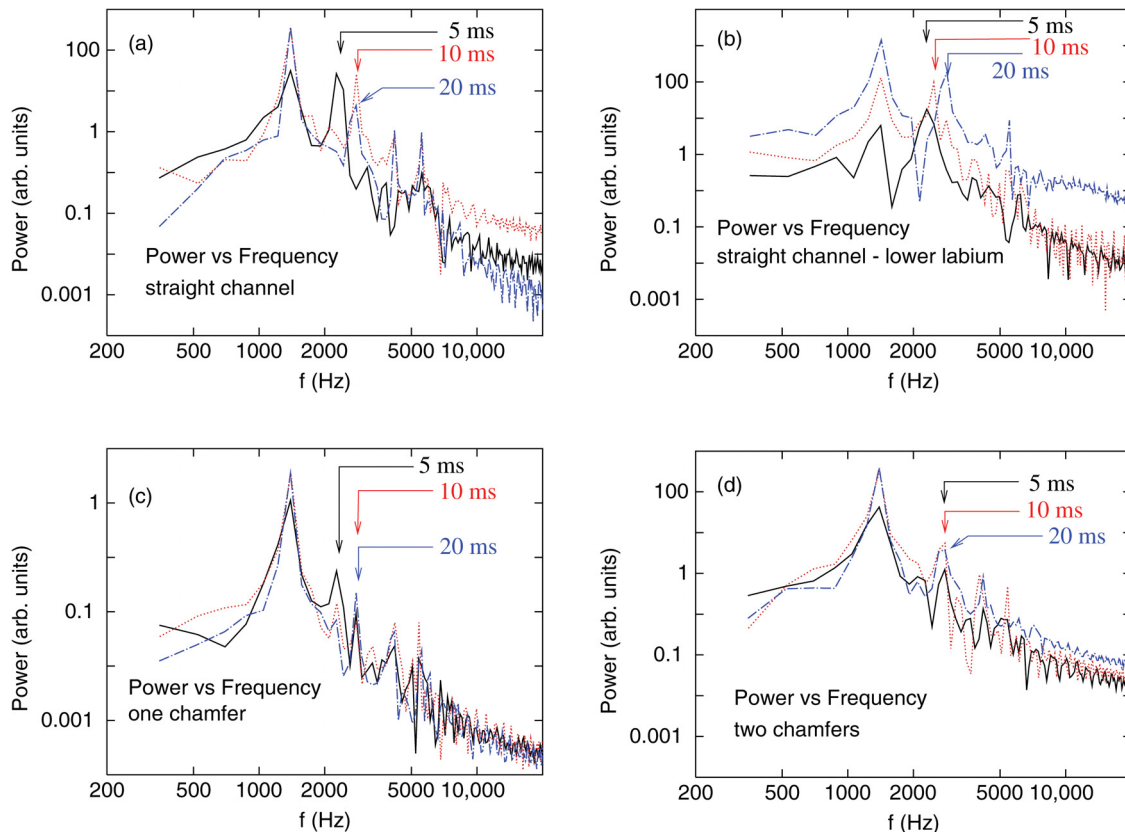 (a)
5 ms
10 ms
20 ms
100
1
0.1
0.001
Power (arb. units)
Power vs Frequency
straight channel
200 500 1000 2000 5000 10,000
f (Hz)
(b)
5 ms
10 ms
20 ms
100
1
0.1
0.001
Power (arb. units)
Power vs Frequency
straight channel - lower labium
200 500 1000 2000 5000 10,000
f (Hz)
(c)
5 ms
10 ms
20 ms
1
0.1
0.001
Power (arb. units)
Power vs Frequency
one chamfer
200 500 1000 2000 5000 10,000
f (Hz)
(d)
5 ms
10 ms
20 ms
100
1
0.1
0.001
Power (arb. units)
Power vs Frequency
two chamfers
200 500 1000 2000 5000 10,000
f (Hz)